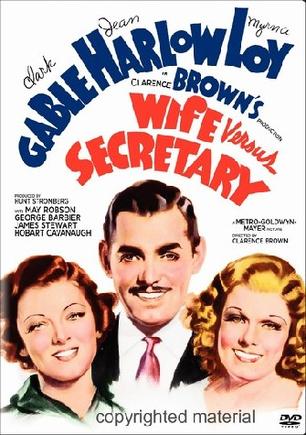 Clark Jean Myrna
GABLE HARLOW LOY
in
CLARENCE BROWN'S
PRODUCTION
WIFE Versus
SECRETARY
PRODUCED BY
HUNT STROMBERG
WITH MAY ROBSON
GEORGE BARBIER
JAMES STEWART
HOBART CAVANAUGH
A METRO-GOLDWYN-
MAYER PICTURE
DIRECTED BY
CLARENCE BROWN
copyrighted material
DVD
VIDEO